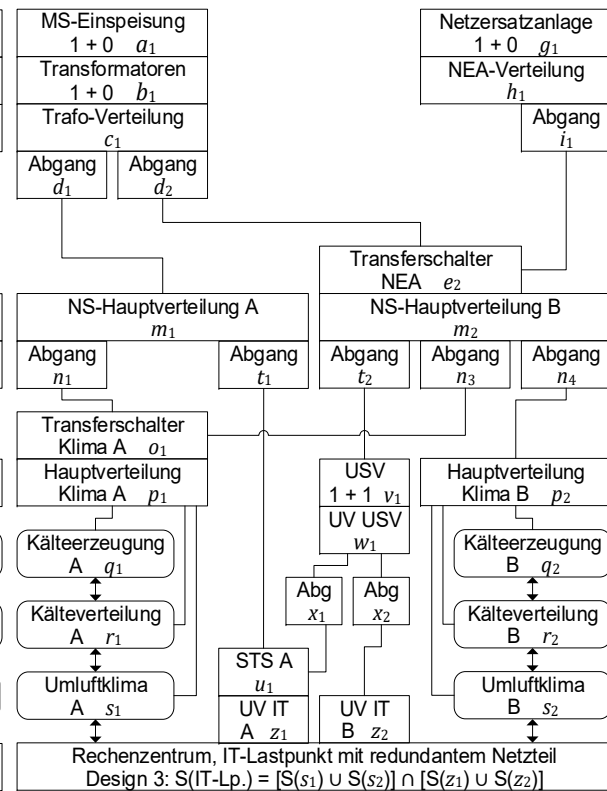 MS-Einspeisung
1 + 0 a₁
Netzersatzanlage
1 + 0 g₁
Transformatoren
1 + 0 b₁
NEA-Verteilung
h₁
Trafo-Verteilung
c₁
Abgang
i₁
Abgang
d₁
Abgang
d₂
Transferschalter
NEA e₂
NS-Hauptverteilung A
m₁
NS-Hauptverteilung B
m₂
Abgang
n₁
Abgang
t₁
Abgang
t₂
Abgang
n₃
Abgang
n₄
Transferschalter
Klima A o₁
Hauptverteilung
Klima A p₁
USV
1 + 1 v₁
Hauptverteilung
Klima B p₂
UV USV
w₁
Kälteerzeugung
A q₁
Kälteerzeugung
B q₂
Abg
x₁
Abg
x₂
Kälteverteilung
A r₁
Kälteverteilung
B r₂
STS A
u₁
Umluftklima
A s₁
Umluftklima
B s₂
UV IT
A z₁
UV IT
B z₂
Rechenzentrum, IT-Lastpunkt mit redundantem Netzteil
Design 3: S(IT-Lp.) = [S(s₁) ∪ S(s₂)] ∩ [S(z₁) ∪ S(z₂)]